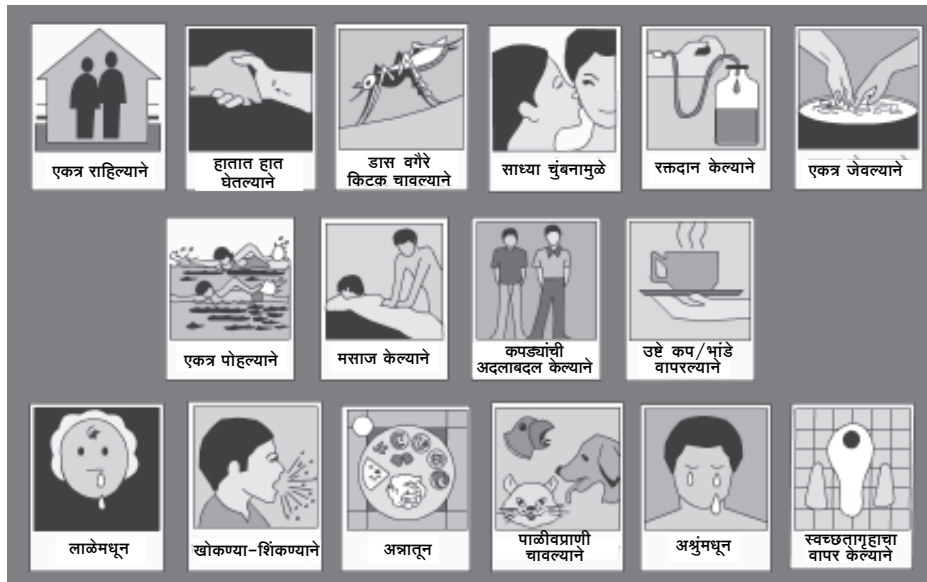 एकत्र राहिल्याने
हातात हात
घेतल्याने
डास वगैरे
किटक चावल्याने
साध्या चुंबनामुळे
रक्तदान केल्याने
एकत्र जेवल्याने
एकत्र पोहल्याने
मसाज केल्याने
कपड्यांची
अदलाबदल केल्याने
उष्टे कप/भांडे
वापरल्याने
लाळेमधून
खोकण्या-शिंकण्याने
अन्नातून
पाळीवप्राणी
चावल्याने
अश्रुंमधून
स्वच्छतागृहाचा
वापर केल्याने